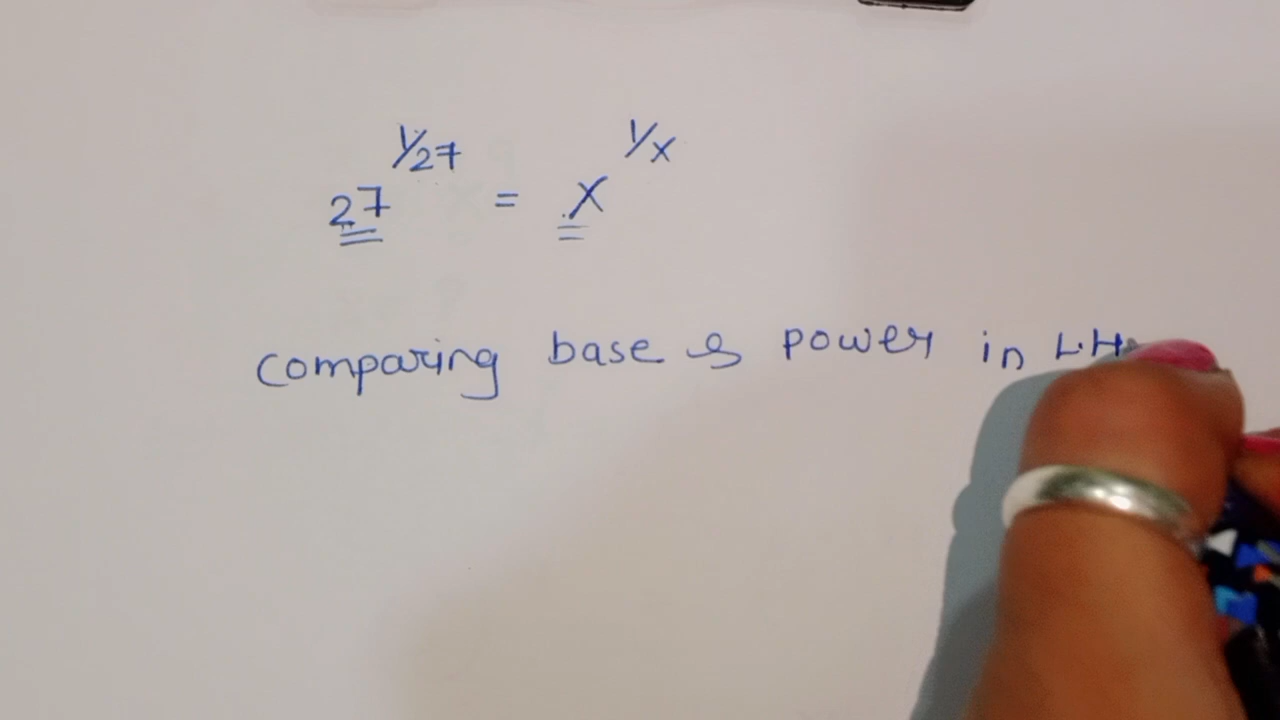 27^{1/27} = x^{1/x}
comparing base & power in L.H